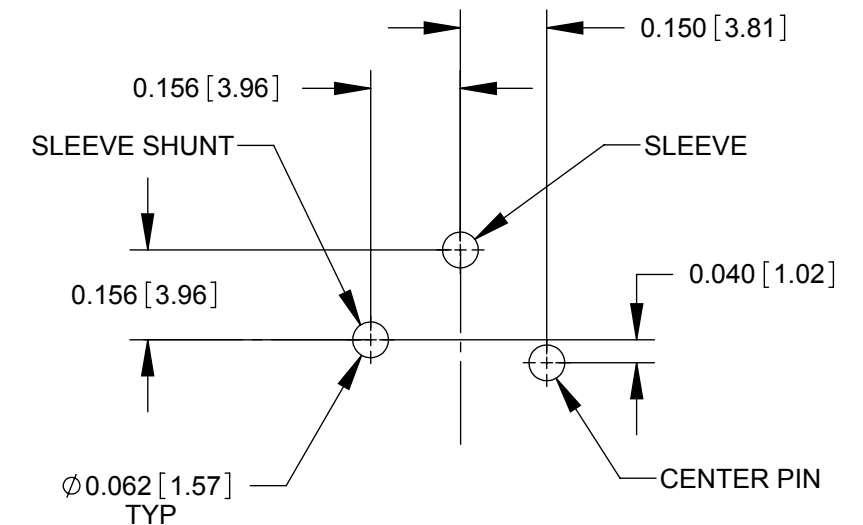 0.150 [3.81]
0.156 [3.96]
SLEEVE SHUNT
SLEEVE
0.040 [1.02]
0.156 [3.96]
∅0.062 [1.57]
TYP
CENTER PIN